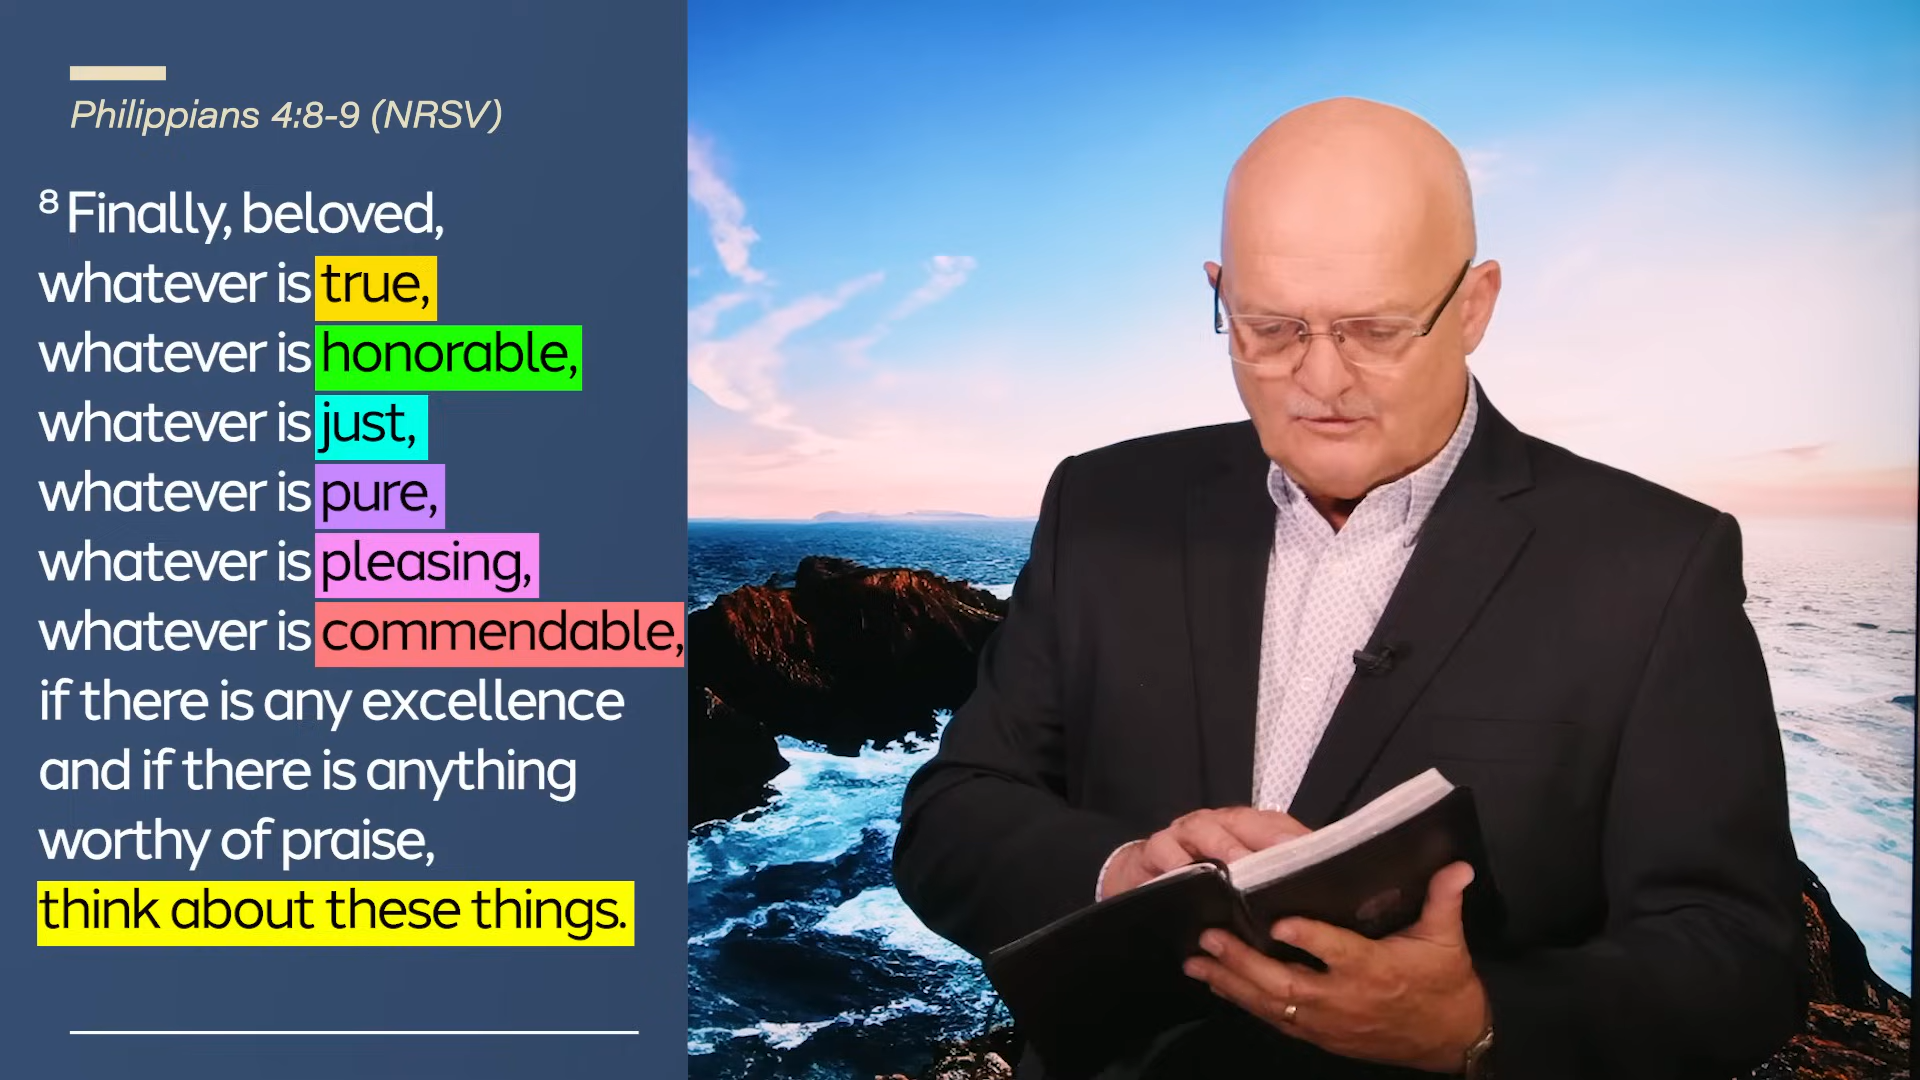 Philippians 4:8-9 (NRSV)
⁸ Finally, beloved,
whatever is true,
whatever is honorable,
whatever is just,
whatever is pure,
whatever is pleasing,
whatever is commendable,
if there is any excellence
and if there is anything
worthy of praise,
think about these things.